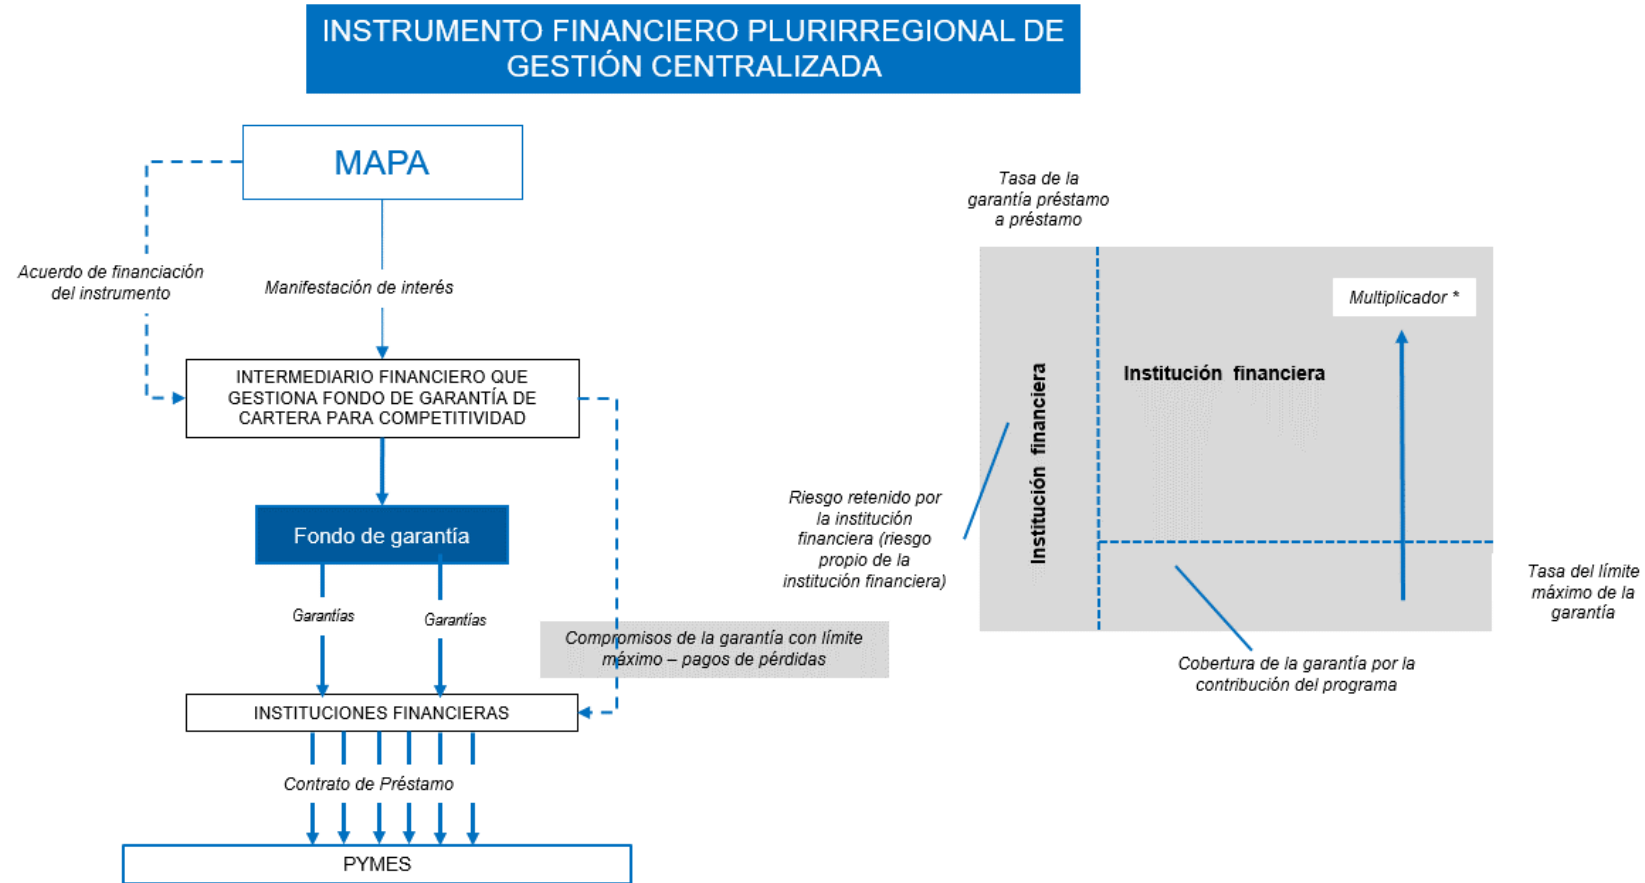 INSTRUMENTO FINANCIERO PLURIRREGIONAL DE
GESTIÓN CENTRALIZADA
MAPA
Acuerdo de financiación
del instrumento
Manifestación de interés
INTERMEDIARIO FINANCIERO QUE
GESTIONA FONDO DE GARANTÍA DE
CARTERA PARA COMPETITIVIDAD
Fondo de garantía
Garantías
Garantías
Compromisos de la garantía con límite
máximo – pagos de pérdidas
INSTITUCIONES FINANCIERAS
Contrato de Préstamo
PYMES
Tasa de la
garantía préstamo
a préstamo
Multiplicador *
Institución financiera
Institución financiera
Riesgo retenido por
la institución
financiera (riesgo
propio de la
institución financiera)
Tasa del límite
máximo de la
garantía
Cobertura de la garantía por la
contribución del programa